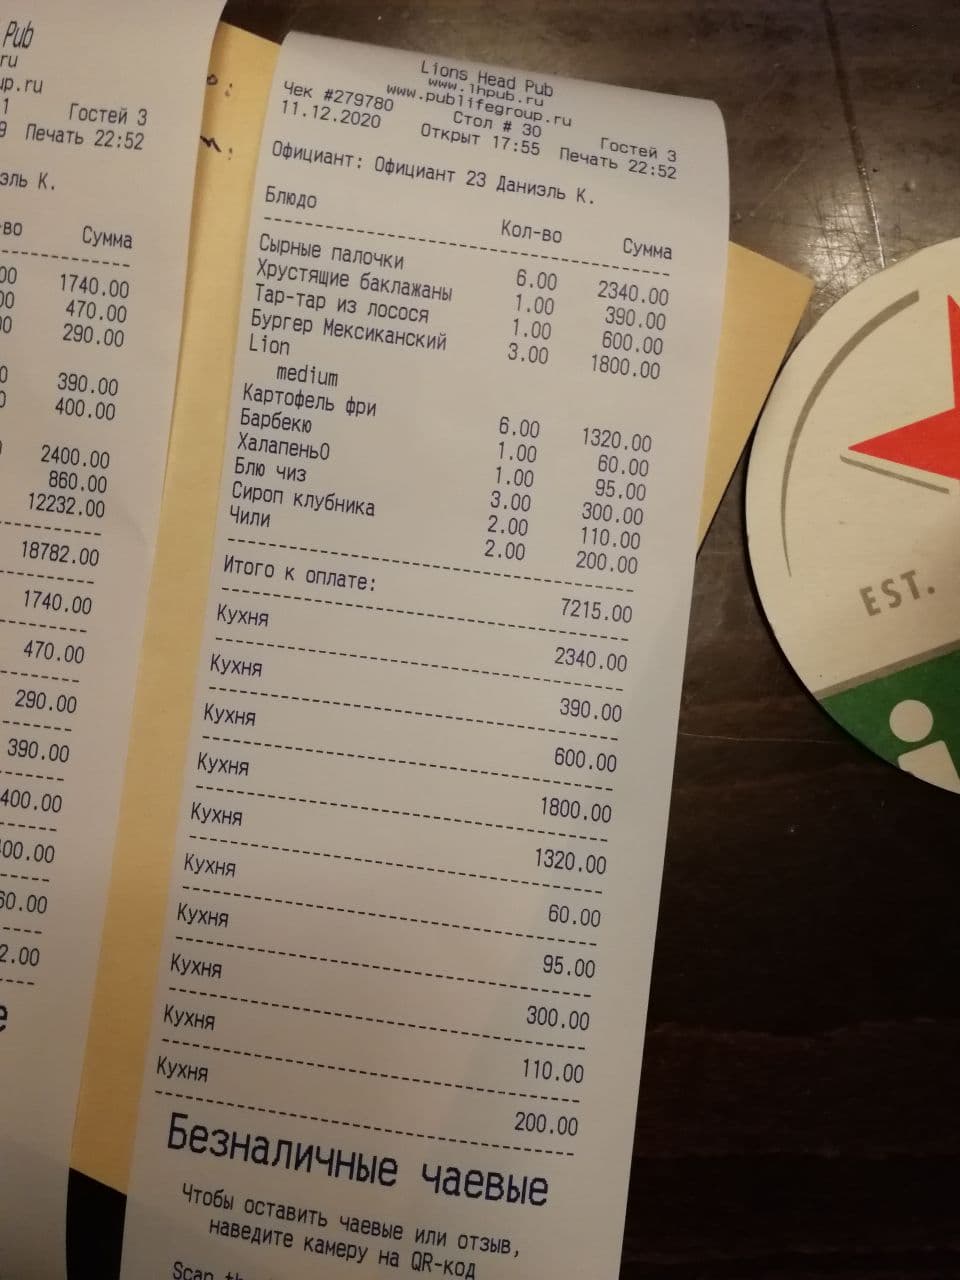 Pub
ru
up.ru
1 Гостей 3
9 Печать 22:52
эль К.
-во Сумма
00 1740.00
00 470.00
0 290.00
0 390.00
0 400.00
2400.00
860.00
12232.00
18782.00
1740.00
470.00
290.00
390.00
400.00
400.00
60.00
2.00
е
Lions Head Pub
www.lhpub.ru
www.publifegroup.ru
Чек #279780 Стол # 30 Гостей 3
11.12.2020 Открыт 17:55 Печать 22:52
Официант: Официант 23 Даниэль К.
Блюдо Кол-во Сумма
Сырные палочки 6.00 2340.00
Хрустящие баклажаны 1.00 390.00
Тар-тар из лосося 1.00 600.00
Бургер Мексиканский 3.00 1800.00
Lion
medium
Картофель фри 6.00 1320.00
Барбекю 1.00 60.00
Халапеньо 1.00 95.00
Блю чиз 3.00 300.00
Сироп клубника 2.00 110.00
Чили 2.00 200.00
Итого к оплате: 7215.00
Кухня 2340.00
Кухня 390.00
Кухня 600.00
Кухня 1800.00
Кухня 1320.00
Кухня 60.00
Кухня 95.00
Кухня 300.00
Кухня 110.00
Кухня 200.00
Безналичные чаевые
Чтобы оставить чаевые или отзыв,
наведите камеру на QR-код
Scan
EST.